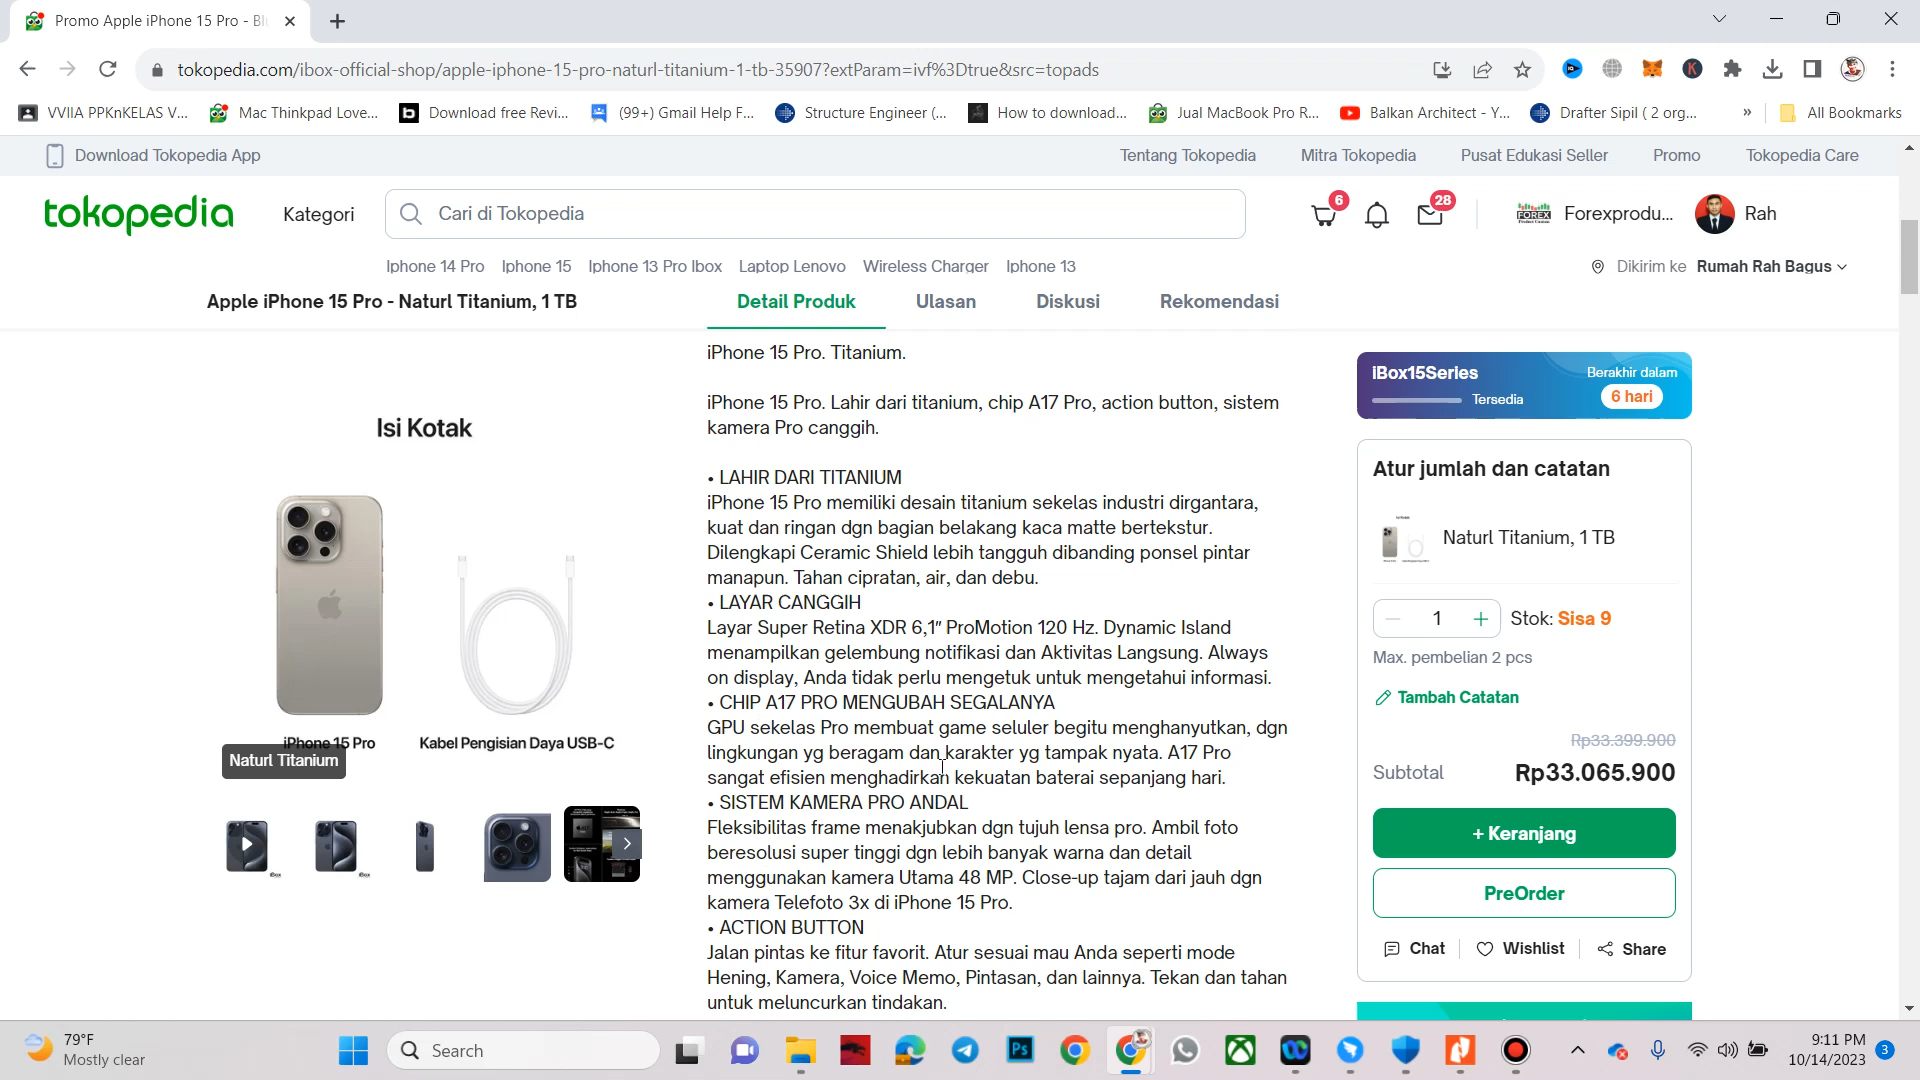 Promo Apple iPhone 15 Pro - Bl
tokopedia.com/ibox-official-shop/apple-iphone-15-pro-naturl-titanium-1-tb-35907?extParam=ivf%3Dtrue&src=topads
VVIIA PPKnKELAS V...
Mac Thinkpad Love...
Download free Revi...
(99+) Gmail Help F...
Structure Engineer (...
How to download...
Jual MacBook Pro R...
Balkan Architect - Y...
Drafter Sipil ( 2 org...
»
All Bookmarks
Download Tokopedia App
Tentang Tokopedia
Mitra Tokopedia
Pusat Edukasi Seller
Promo
Tokopedia Care
tokopedia
Kategori
Cari di Tokopedia
6
28
FOREX
Forexprodu...
Rah
Iphone 14 Pro
Iphone 15
Iphone 13 Pro Ibox
Laptop Lenovo
Wireless Charger
Iphone 13
Dikirim ke Rumah Rah Bagus
Apple iPhone 15 Pro - Naturl Titanium, 1 TB
Detail Produk
Ulasan
Diskusi
Rekomendasi
Isi Kotak
iPhone 15 Pro
Kabel Pengisian Daya USB-C
Naturl Titanium
iPhone 15 Pro. Titanium.
iPhone 15 Pro. Lahir dari titanium, chip A17 Pro, action button, sistem
kamera Pro canggih.
• LAHIR DARI TITANIUM
iPhone 15 Pro memiliki desain titanium sekelas industri dirgantara,
kuat dan ringan dgn bagian belakang kaca matte bertekstur.
Dilengkapi Ceramic Shield lebih tangguh dibanding ponsel pintar
manapun. Tahan cipratan, air, dan debu.
• LAYAR CANGGIH
Layar Super Retina XDR 6,1″ ProMotion 120 Hz. Dynamic Island
menampilkan gelembung notifikasi dan Aktivitas Langsung. Always
on display, Anda tidak perlu mengetuk untuk mengetahui informasi.
• CHIP A17 PRO MENGUBAH SEGALANYA
GPU sekelas Pro membuat game seluler begitu menghanyutkan, dgn
lingkungan yg beragam dan karakter yg tampak nyata. A17 Pro
sangat efisien menghadirkan kekuatan baterai sepanjang hari.
• SISTEM KAMERA PRO ANDAL
Fleksibilitas frame menakjubkan dgn tujuh lensa pro. Ambil foto
beresolusi super tinggi dgn lebih banyak warna dan detail
menggunakan kamera Utama 48 MP. Close-up tajam dari jauh dgn
kamera Telefoto 3x di iPhone 15 Pro.
• ACTION BUTTON
Jalan pintas ke fitur favorit. Atur sesuai mau Anda seperti mode
Hening, Kamera, Voice Memo, Pintasan, dan lainnya. Tekan dan tahan
untuk meluncurkan tindakan.
iBox15Series
Berakhir dalam
Tersedia
6 hari
Atur jumlah dan catatan
Naturl Titanium, 1 TB
1
Stok: Sisa 9
Max. pembelian 2 pcs
Tambah Catatan
Rp33.399.900
Subtotal
Rp33.065.900
+ Keranjang
PreOrder
Chat
Wishlist
Share
79°F
Mostly clear
Search
Ps
9:11 PM
10/14/2023
3